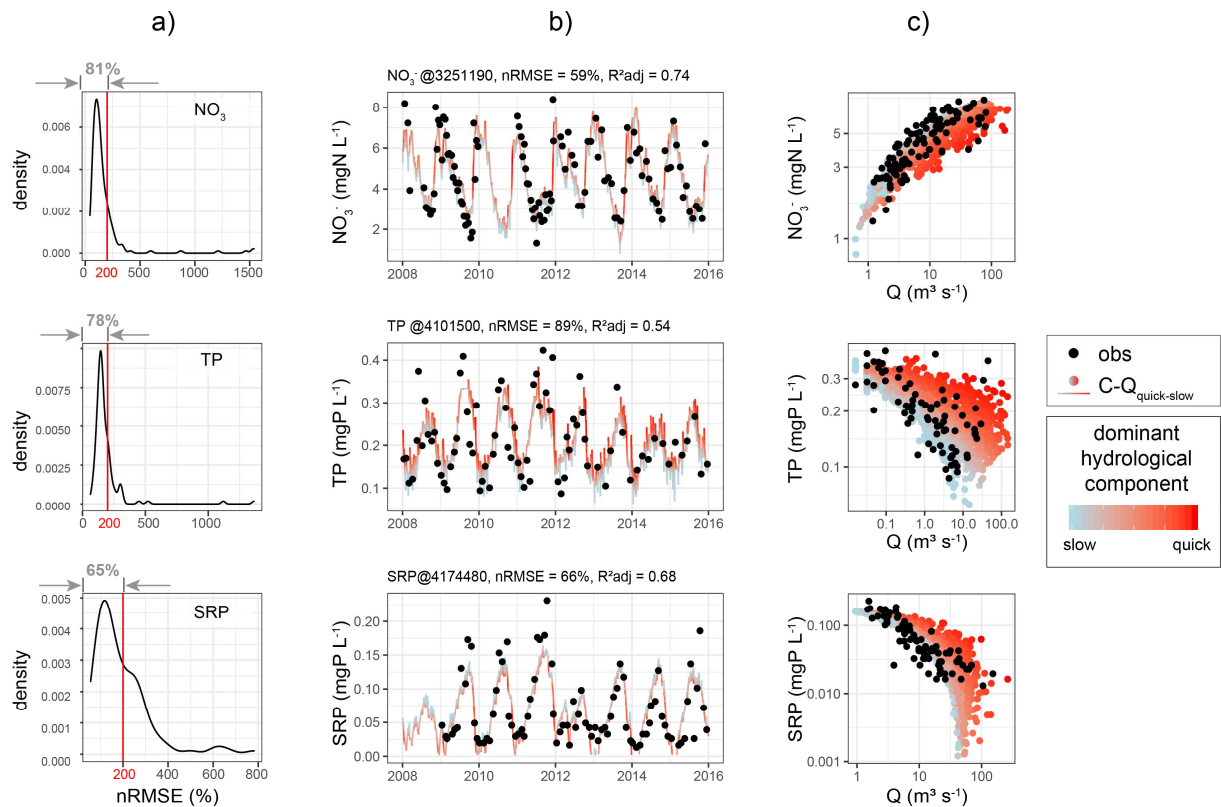 a)
b)
c)
81%
NO3
density
0.006
0.004
0.002
0.000
0
200
500
1000
1500
NO3- @3251190, nRMSE = 59%, R²adj = 0.74
NO3- (mgN L-1)
8
6
4
2
2008
2010
2012
2014
2016
NO3- (mgN L-1)
5
3
1
1
10
100
Q (m³ s-1)
78%
TP
density
0.0075
0.0050
0.0025
0.0000
0
200
500
1000
TP @4101500, nRMSE = 89%, R²adj = 0.54
TP (mgP L-1)
0.4
0.3
0.2
0.1
2008
2010
2012
2014
2016
TP (mgP L-1)
0.3
0.2
0.1
0.1
1.0
10.0
100.0
Q (m³ s-1)
obs
C-Qquick-slow
dominant
hydrological
component
slow
quick
65%
SRP
density
0.005
0.004
0.003
0.002
0.001
0.000
0
200
400
600
800
nRMSE (%)
SRP@4174480, nRMSE = 66%, R²adj = 0.68
SRP (mgP L-1)
0.20
0.15
0.10
0.05
0.00
2008
2010
2012
2014
2016
SRP (mgP L-1)
0.100
0.010
0.001
1
10
100
Q (m³ s-1)